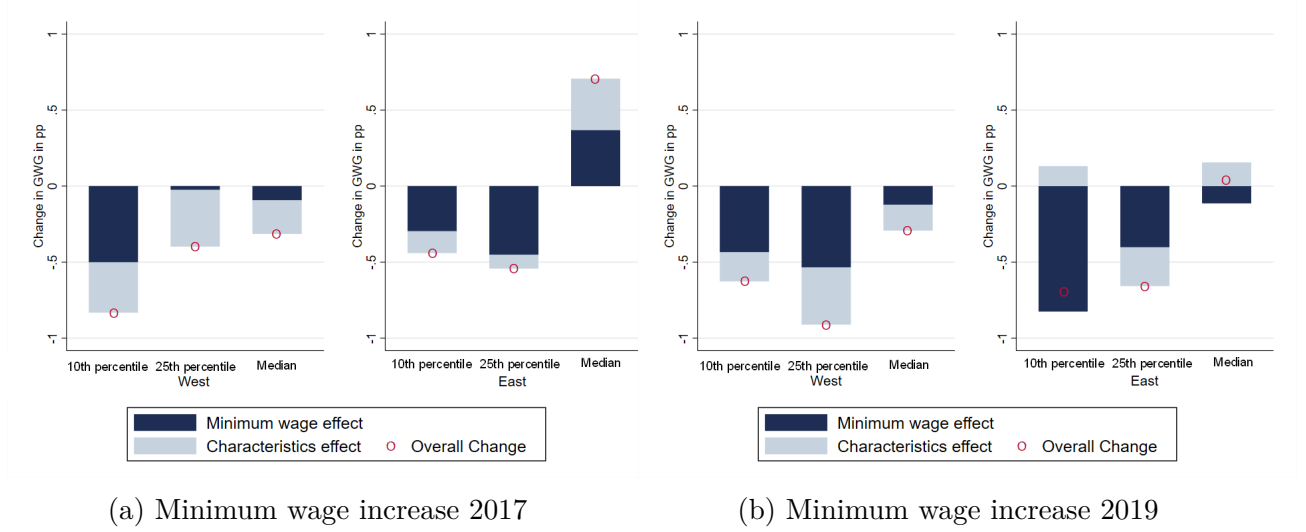 Change in GWG in pp
1
.5
0
-.5
-1
10th percentile 25th percentile Median
West
Change in GWG in pp
1
.5
0
-.5
-1
10th percentile 25th percentile Median
East
Minimum wage effect
Characteristics effect O Overall Change
(a) Minimum wage increase 2017
Change in GWG in pp
1
.5
0
-.5
-1
10th percentile 25th percentile Median
West
Change in GWG in pp
1
.5
0
-.5
-1
10th percentile 25th percentile Median
East
Minimum wage effect
Characteristics effect O Overall Change
(b) Minimum wage increase 2019